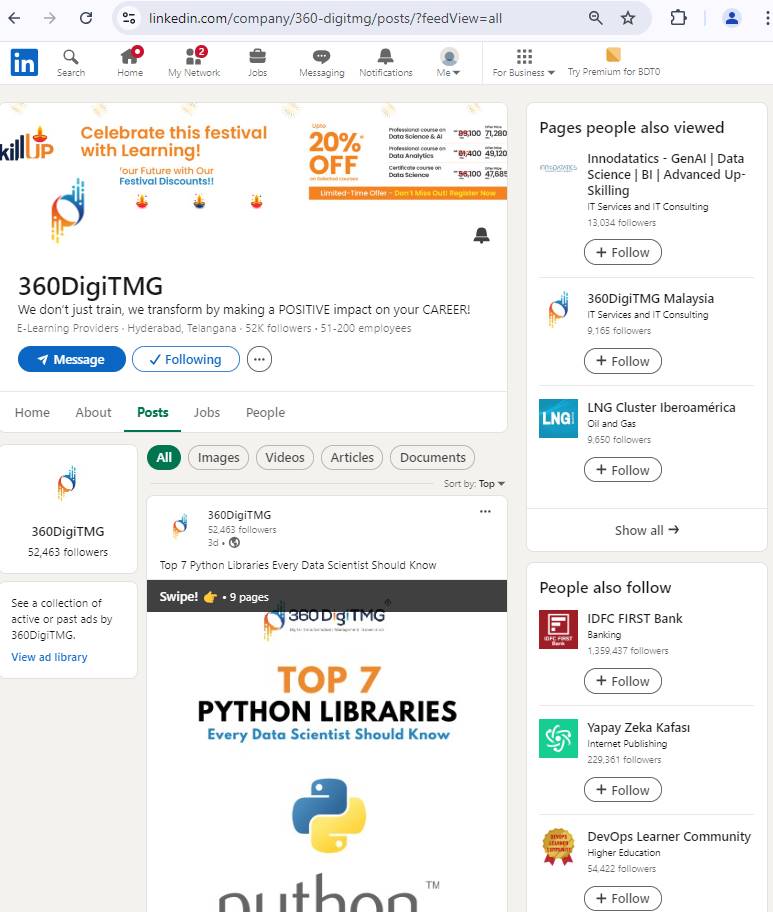 linkedin.com/company/360-digitmg/posts/?feedView=all
in
Search
Home
2
My Network
Jobs
Messaging
Notifications
Me
For Business
Try Premium for BDT0
killUP
Celebrate this festival
with Learning!
Your Future with Our
Festival Discounts!!
Upto
20%
OFF
on Selected courses
Professional course on
Data Science & AI
71,280
Professional course on
Data Analytics
49,120
Certificate course on
Data Science
47,685
Limited-Time Offer - Don't Miss Out! Register Now
360DigiTMG
We don't just train, we transform by making a POSITIVE impact on your CAREER!
E-Learning Providers · Hyderabad, Telangana · 52K followers · 51-200 employees
Message
Following
Home
About
Posts
Jobs
People
360DigiTMG
52,463 followers
See a collection of
active or past ads by
360DigiTMG.
View ad library
All
Images
Videos
Articles
Documents
Sort by: Top
360DigiTMG
52,463 followers
3d •
Top 7 Python Libraries Every Data Scientist Should Know
Swipe! 👉 • 9 pages
360DigiTMG
TOP 7
PYTHON LIBRARIES
Every Data Scientist Should Know
python TM
Pages people also viewed
INNODATATICS
Innodatatics - GenAI | Data
Science | BI | Advanced Up-
Skilling
IT Services and IT Consulting
13,034 followers
+ Follow
360DigiTMG Malaysia
IT Services and IT Consulting
9,165 followers
+ Follow
LNG
LNG Cluster Iberoamérica
Oil and Gas
9,650 followers
+ Follow
Show all →
People also follow
IDFC FIRST
Bank
IDFC FIRST Bank
Banking
1,359,437 followers
+ Follow
Yapay Zeka Kafası
Internet Publishing
229,361 followers
+ Follow
DEVOPS
LEARNER
COMMUNITY
DevOps Learner Community
Higher Education
54,422 followers
+ Follow